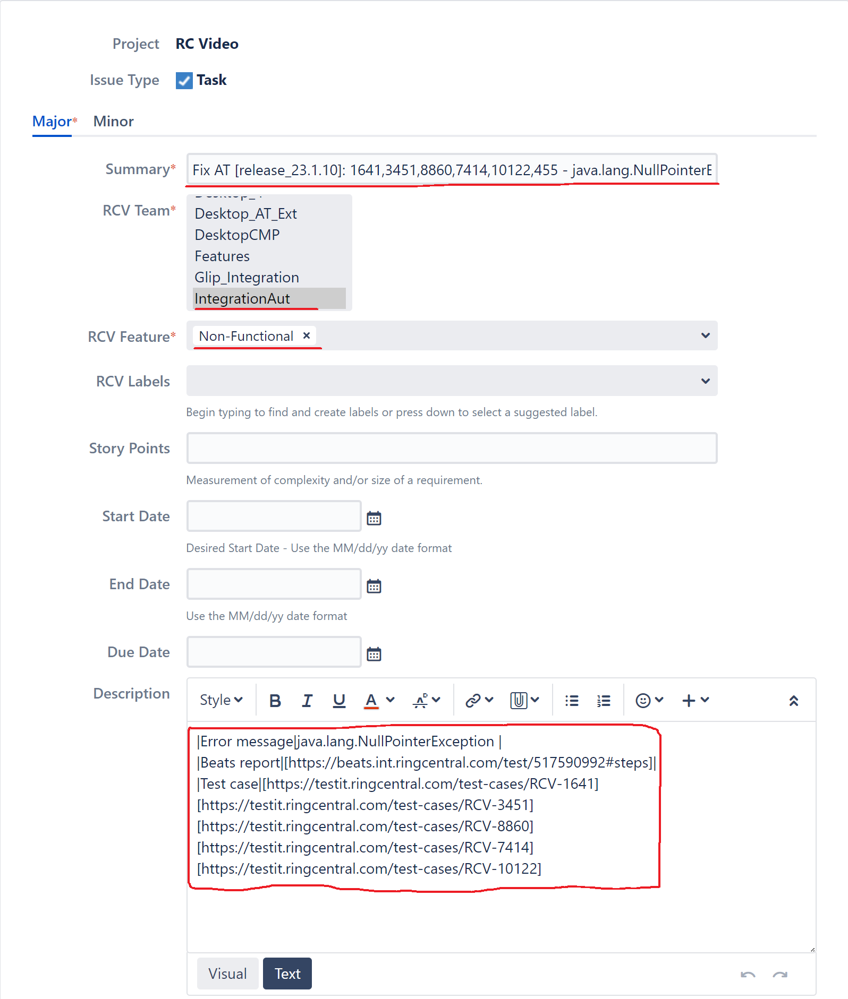 Project RC Video
Issue Type Task
Major* Minor
Summary* Fix AT [release_23.1.10]: 1641,3451,8860,7414,10122,455 - java.lang.NullPointerE
RCV Team*
Desktop_AT_Ext
DesktopCMP
Features
Glip_Integration
IntegrationAut
RCV Feature* Non-Functional ×
RCV Labels
Begin typing to find and create labels or press down to select a suggested label.
Story Points
Measurement of complexity and/or size of a requirement.
Start Date
Desired Start Date - Use the MM/dd/yy date format
End Date
Use the MM/dd/yy date format
Due Date
Description Style B I U A
|Error message|java.lang.NullPointerException |
|Beats report|[https://beats.int.ringcentral.com/test/517590992#steps]|
|Test case|[https://testit.ringcentral.com/test-cases/RCV-1641]
[https://testit.ringcentral.com/test-cases/RCV-3451]
[https://testit.ringcentral.com/test-cases/RCV-8860]
[https://testit.ringcentral.com/test-cases/RCV-7414]
[https://testit.ringcentral.com/test-cases/RCV-10122]
Visual Text